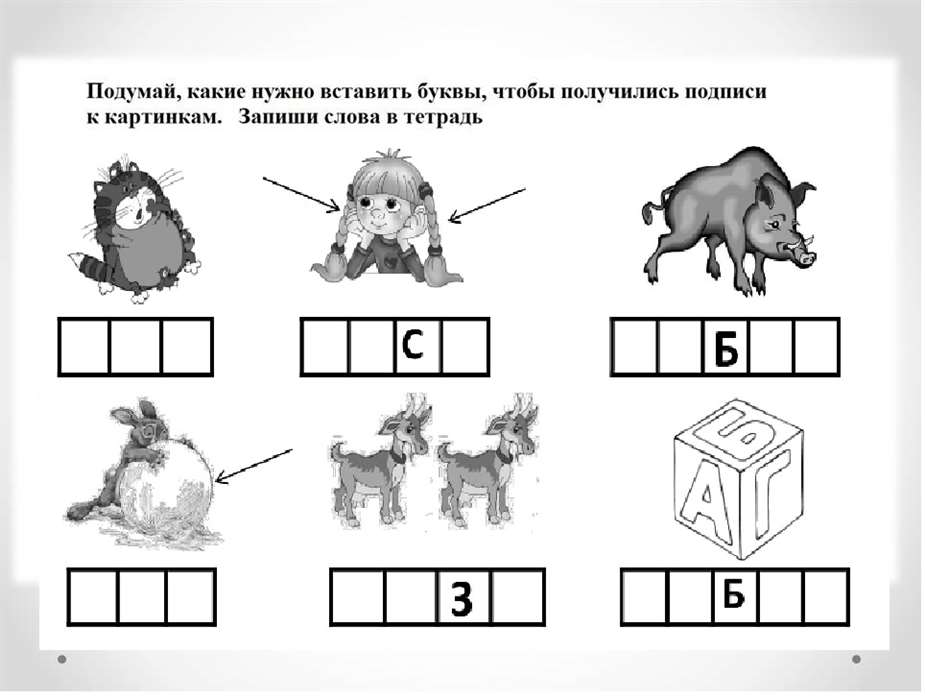 Подумай, какие нужно вставить буквы, чтобы получились подписи
к картинкам. Запиши слова в тетрадь
С
Б
Б
А Г
З
Б